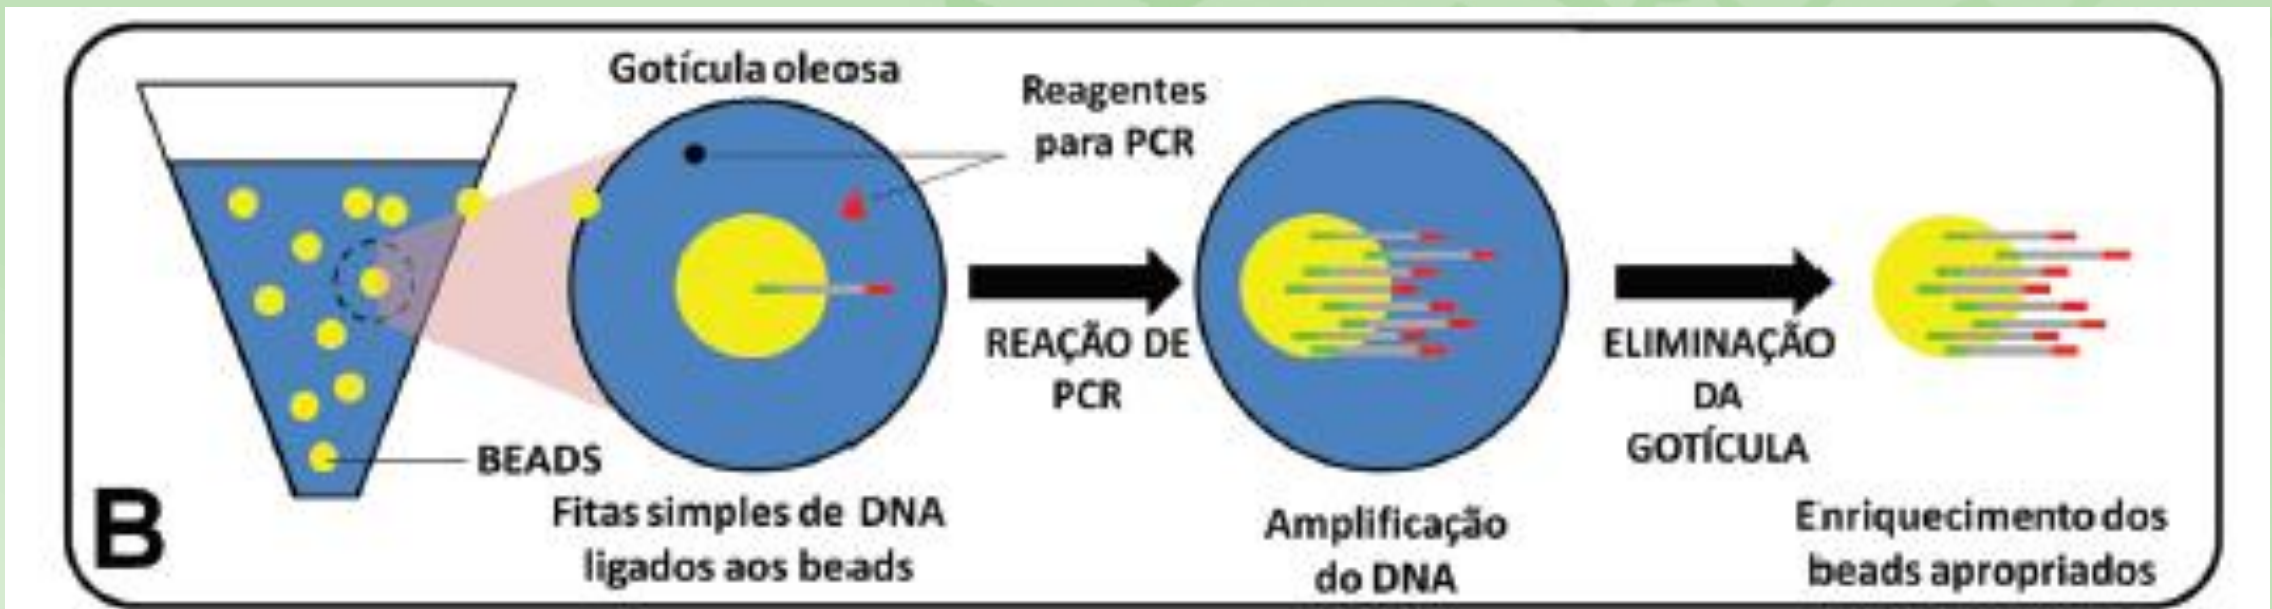 Gotícula oleosa
Reagentes
para PCR
REAÇÃO DE
PCR
ELIMINAÇÃO
DA
GOTÍCULA
BEADS
B
Fitas simples de DNA
ligados aos beads
Amplificação
do DNA
Enriquecimento dos
beads apropriados